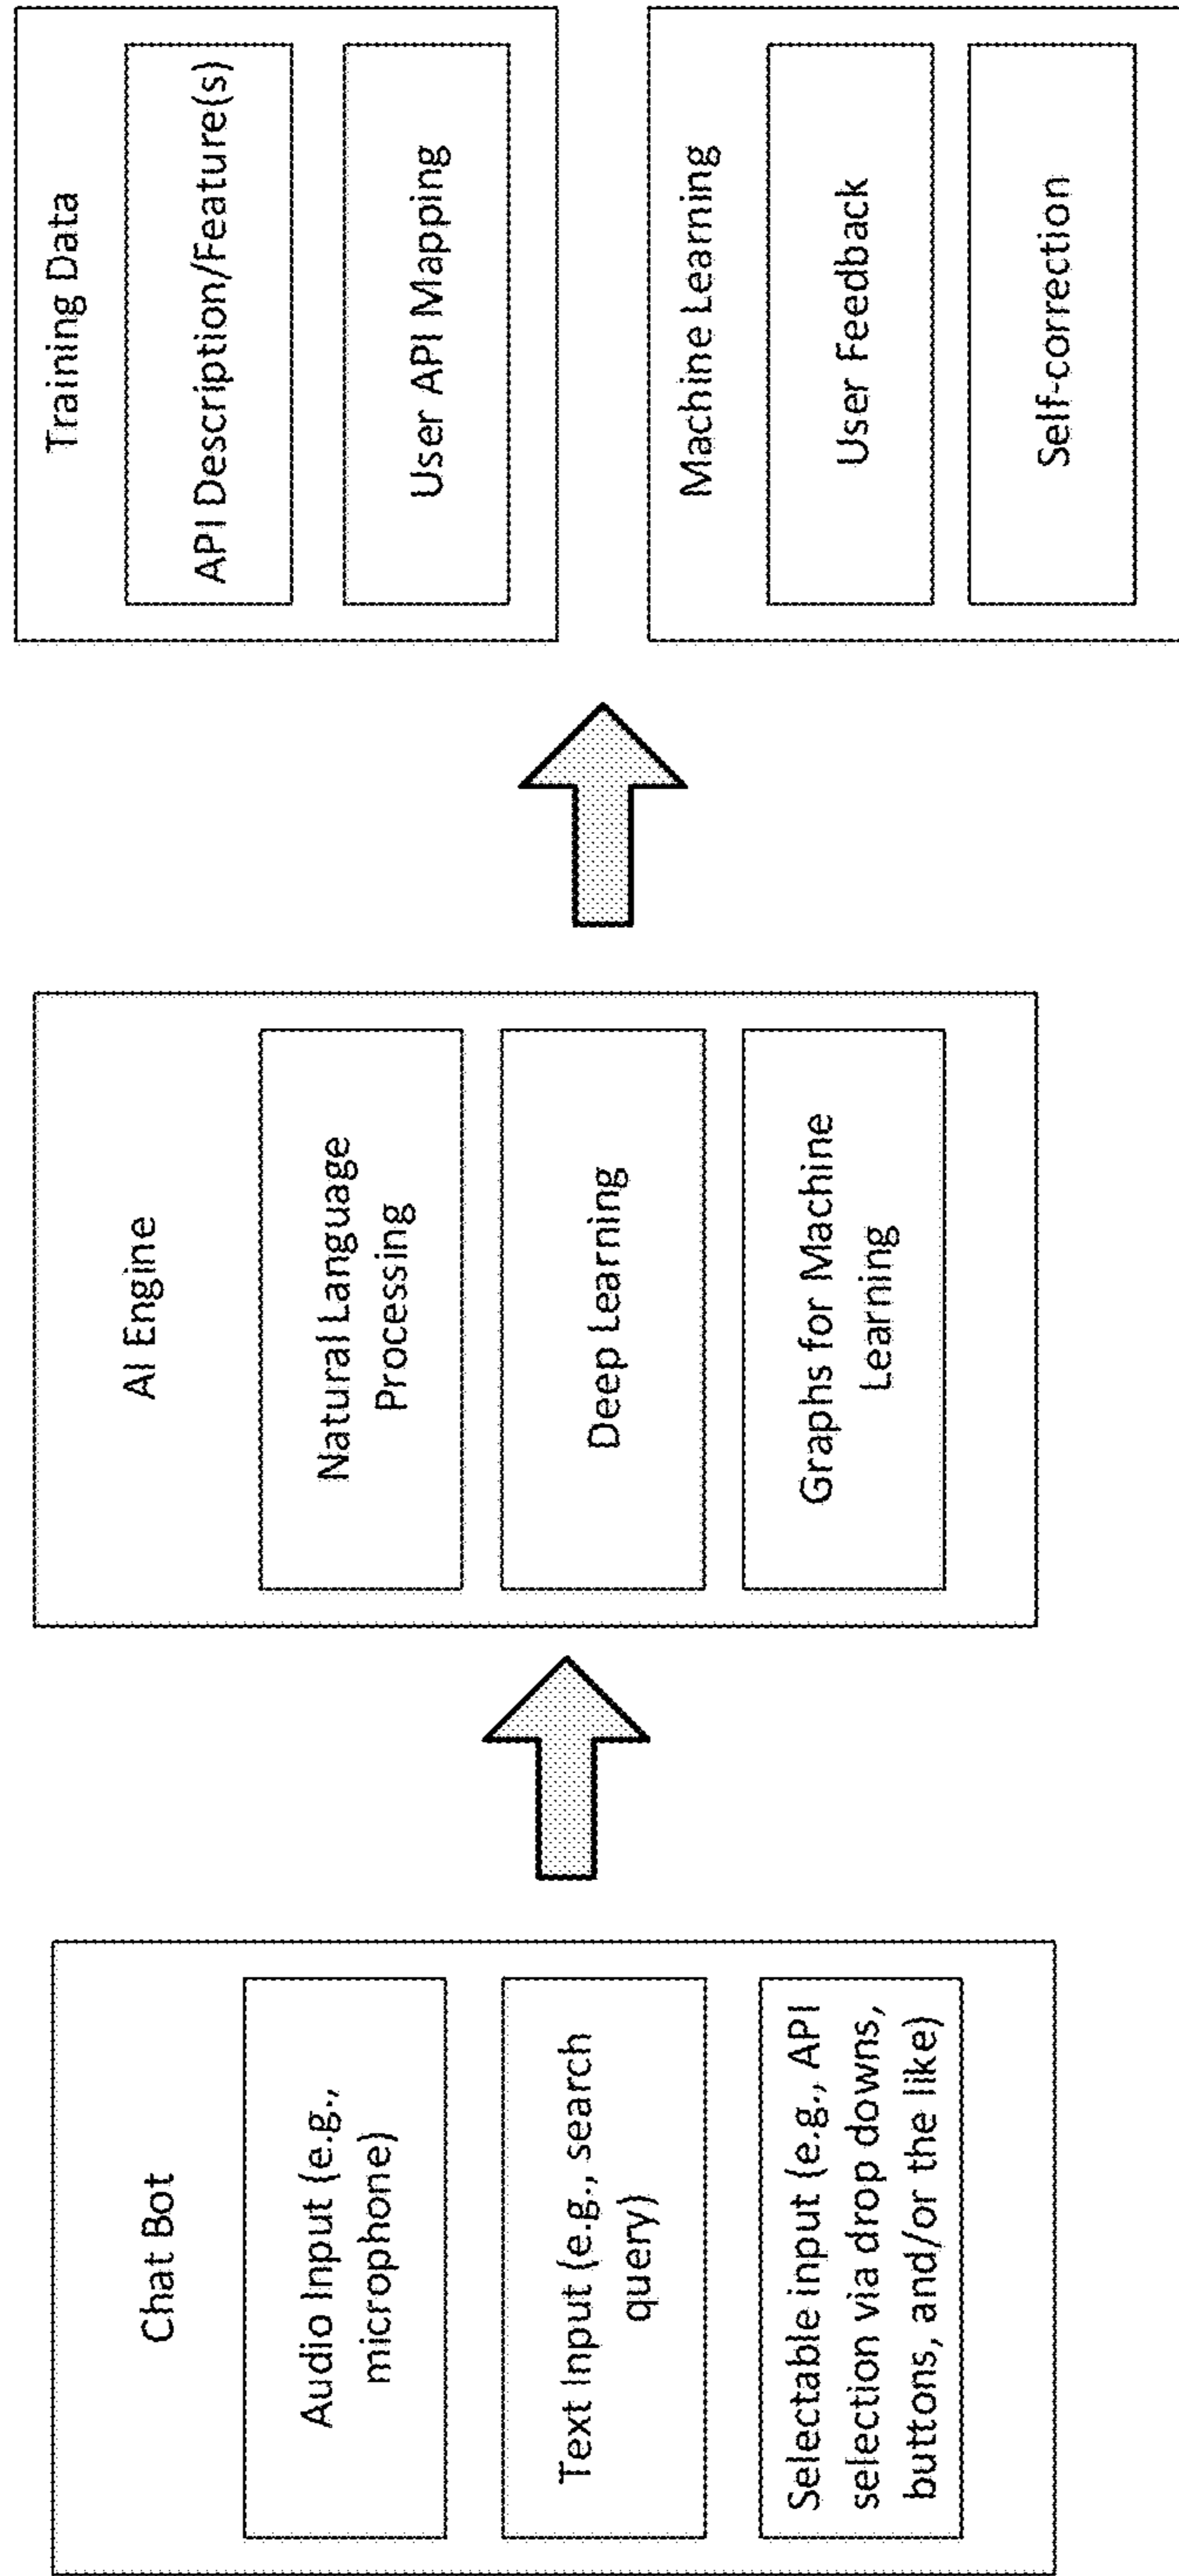 Chat Bot
Audio Input (e.g.,
microphone)
Text Input (e.g., search
query)
Selectable input (e.g., API
selection via drop downs,
buttons, and/or the like)
AI Engine
Natural Language
Processing
Deep Learning
Graphs for Machine
Learning
Training Data
API Description/Feature(s)
User API Mapping
Machine Learning
User Feedback
Self-correction